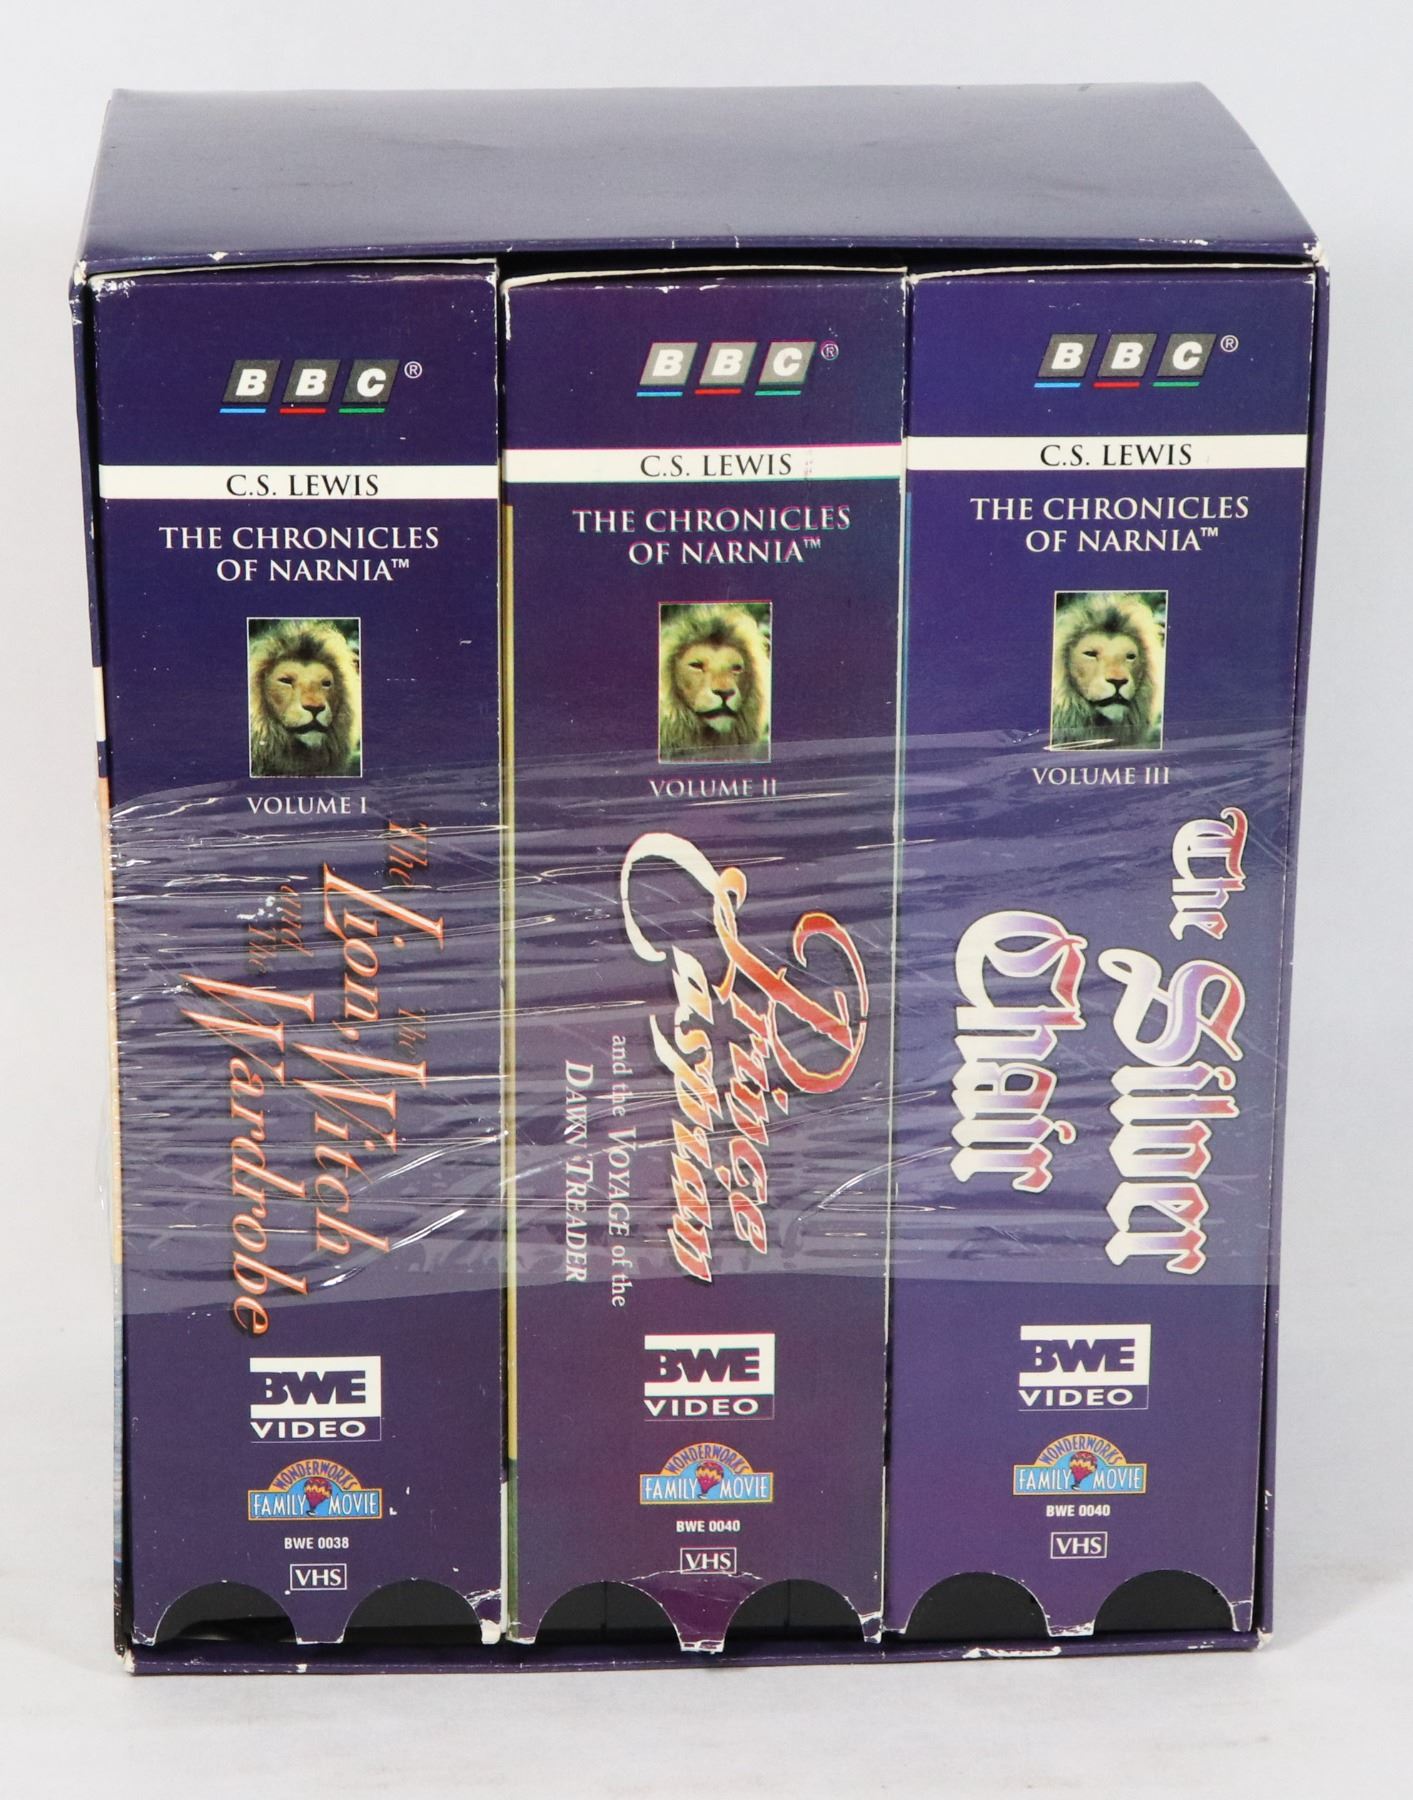 BBC®
C.S. LEWIS
THE CHRONICLES
OF NARNIA™
VOLUME I
The
Lion, The Witch
and the
Wardrobe
BWE
VIDEO
WONDERWORKS
FAMILY MOVIE
BWE 0038
VHS
BBC®
C.S. LEWIS
THE CHRONICLES
OF NARNIA™
VOLUME II
Prince
Caspian
and the VOYAGE of the
DAWN TREADER
BWE
VIDEO
WONDERWORKS
FAMILY MOVIE
BWE 0040
VHS
BBC®
C.S. LEWIS
THE CHRONICLES
OF NARNIA™
VOLUME III
The Silver
Chair
BWE
VIDEO
WONDERWORKS
FAMILY MOVIE
BWE 0040
VHS